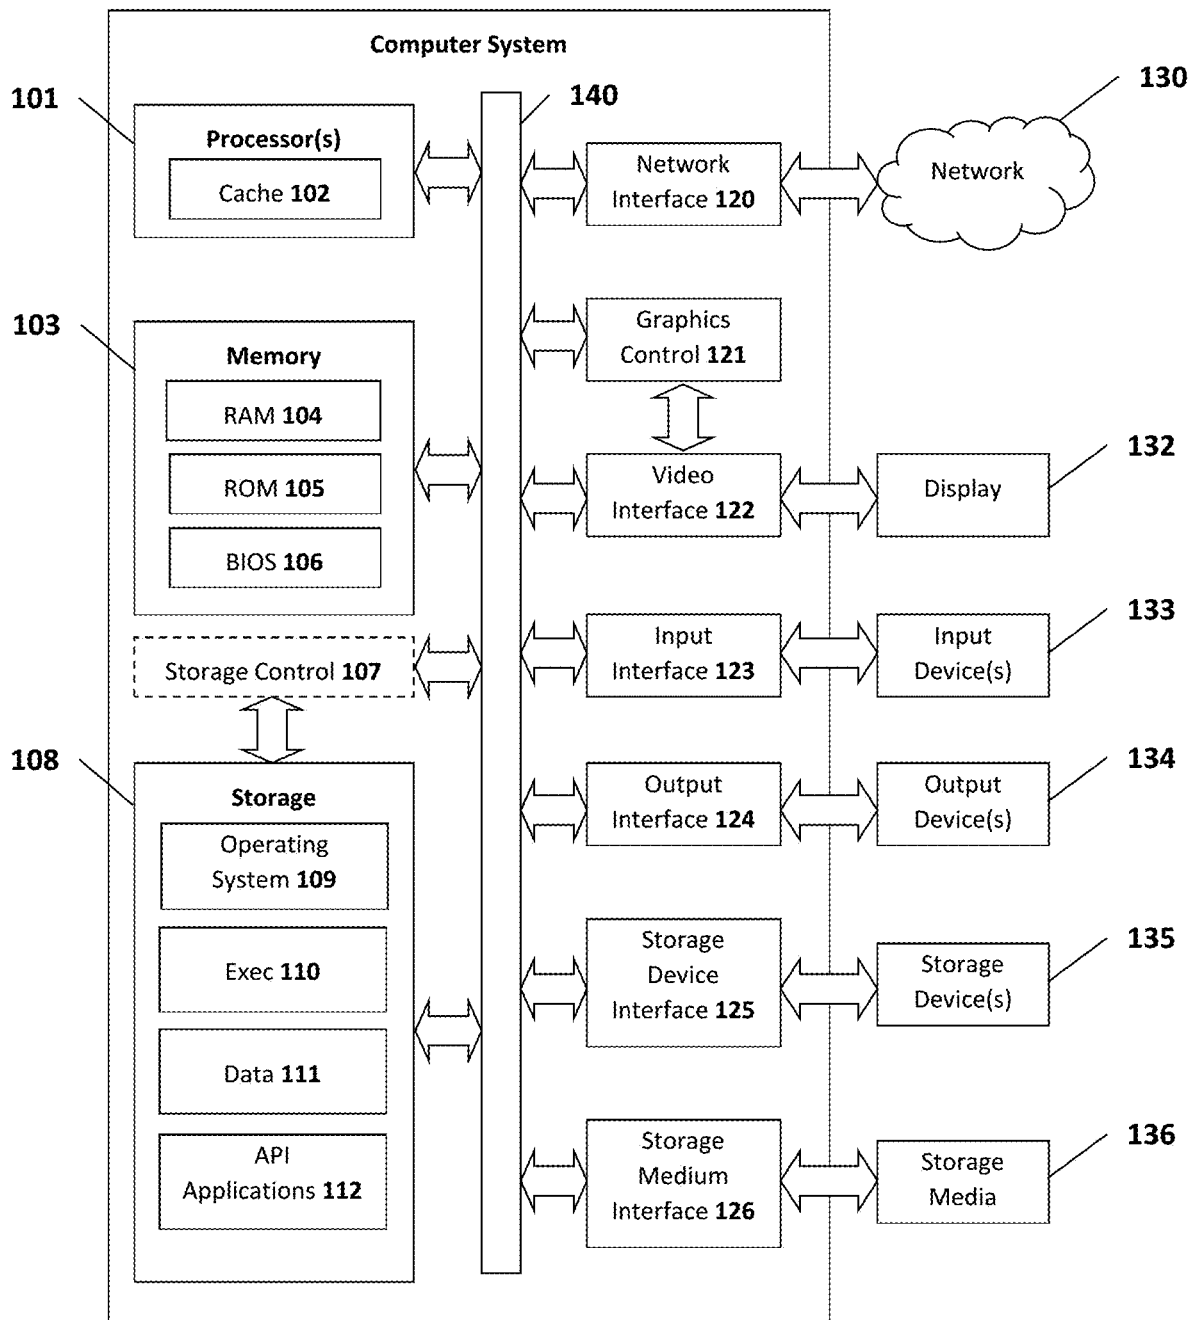 Computer System
101
140
130
Processor(s)
Cache 102
Network
Interface 120
Network
103
Memory
RAM 104
ROM 105
BIOS 106
Graphics
Control 121
Video
Interface 122
132
Display
Storage Control 107
Input
Interface 123
133
Input
Device(s)
108
Storage
Operating
System 109
Exec 110
Data 111
API
Applications 112
Output
Interface 124
134
Output
Device(s)
Storage
Device
Interface 125
135
Storage
Device(s)
Storage
Medium
Interface 126
136
Storage
Media